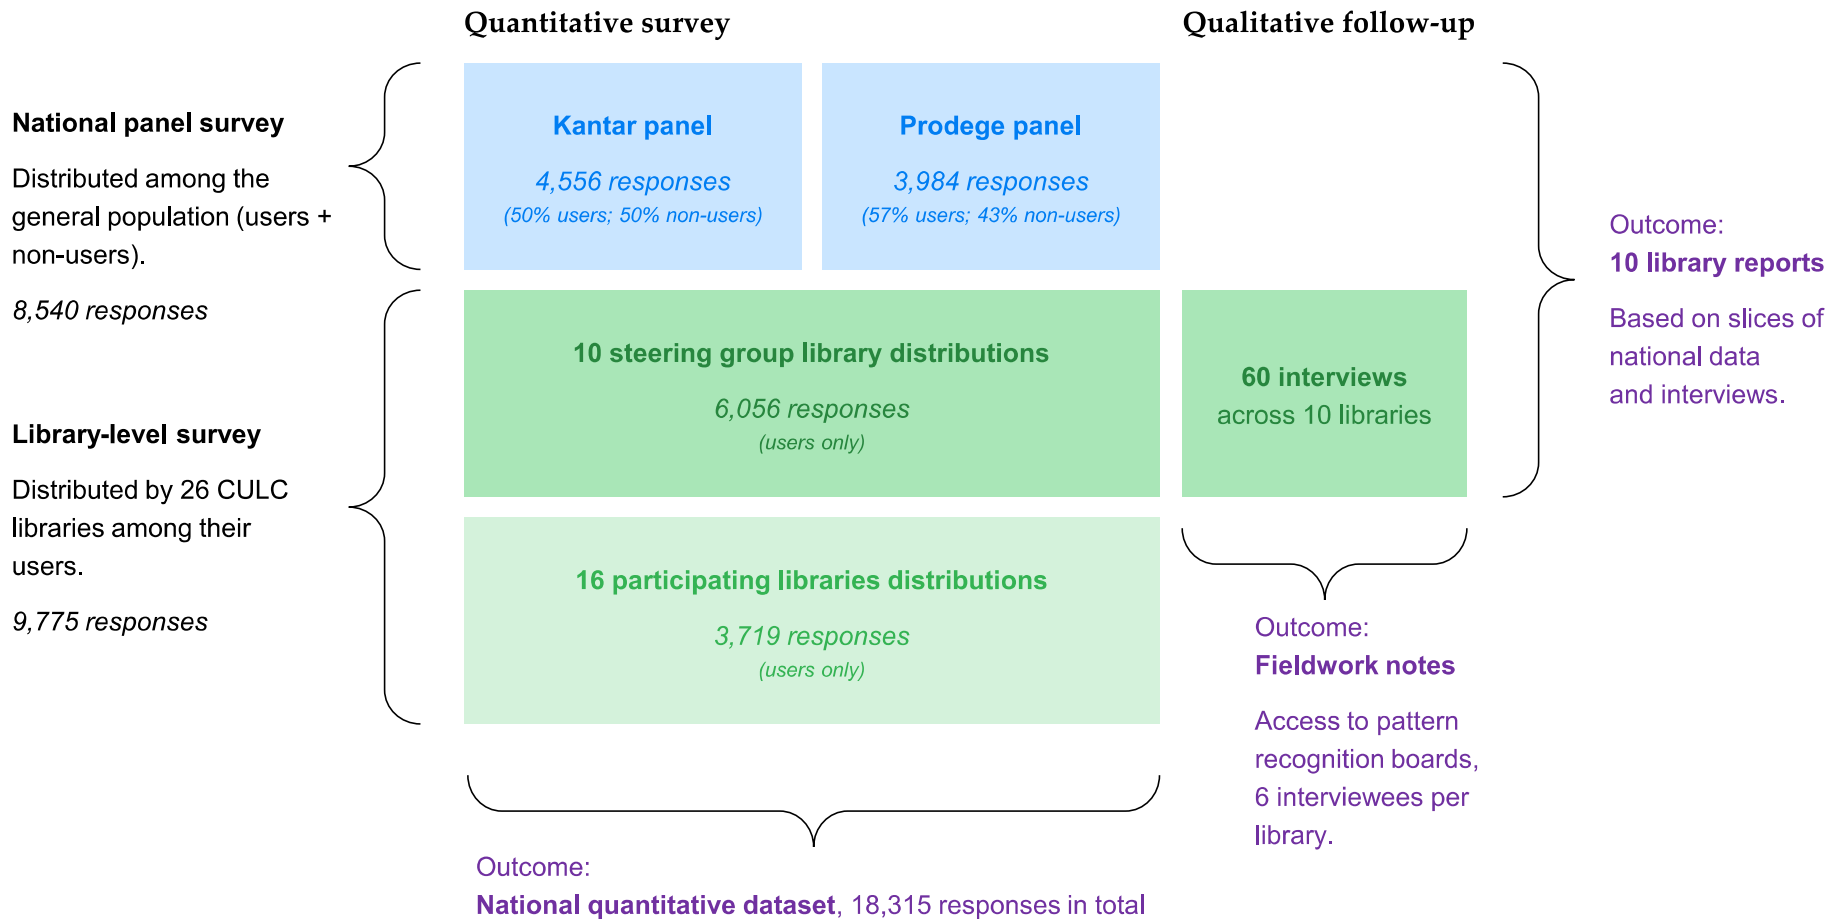 Quantitative survey
Qualitative follow-up
National panel survey
Distributed among the
general population (users +
non-users).
8,540 responses
Kantar panel
4,556 responses
(50% users; 50% non-users)
Prodege panel
3,984 responses
(57% users; 43% non-users)
Library-level survey
Distributed by 26 CULC
libraries among their
users.
9,775 responses
10 steering group library distributions
6,056 responses
(users only)
60 interviews
across 10 libraries
16 participating libraries distributions
3,719 responses
(users only)
Outcome:
10 library reports
Based on slices of
national data
and interviews.
Outcome:
Fieldwork notes
Access to pattern
recognition boards,
6 interviewees per
library.
Outcome:
National quantitative dataset, 18,315 responses in total